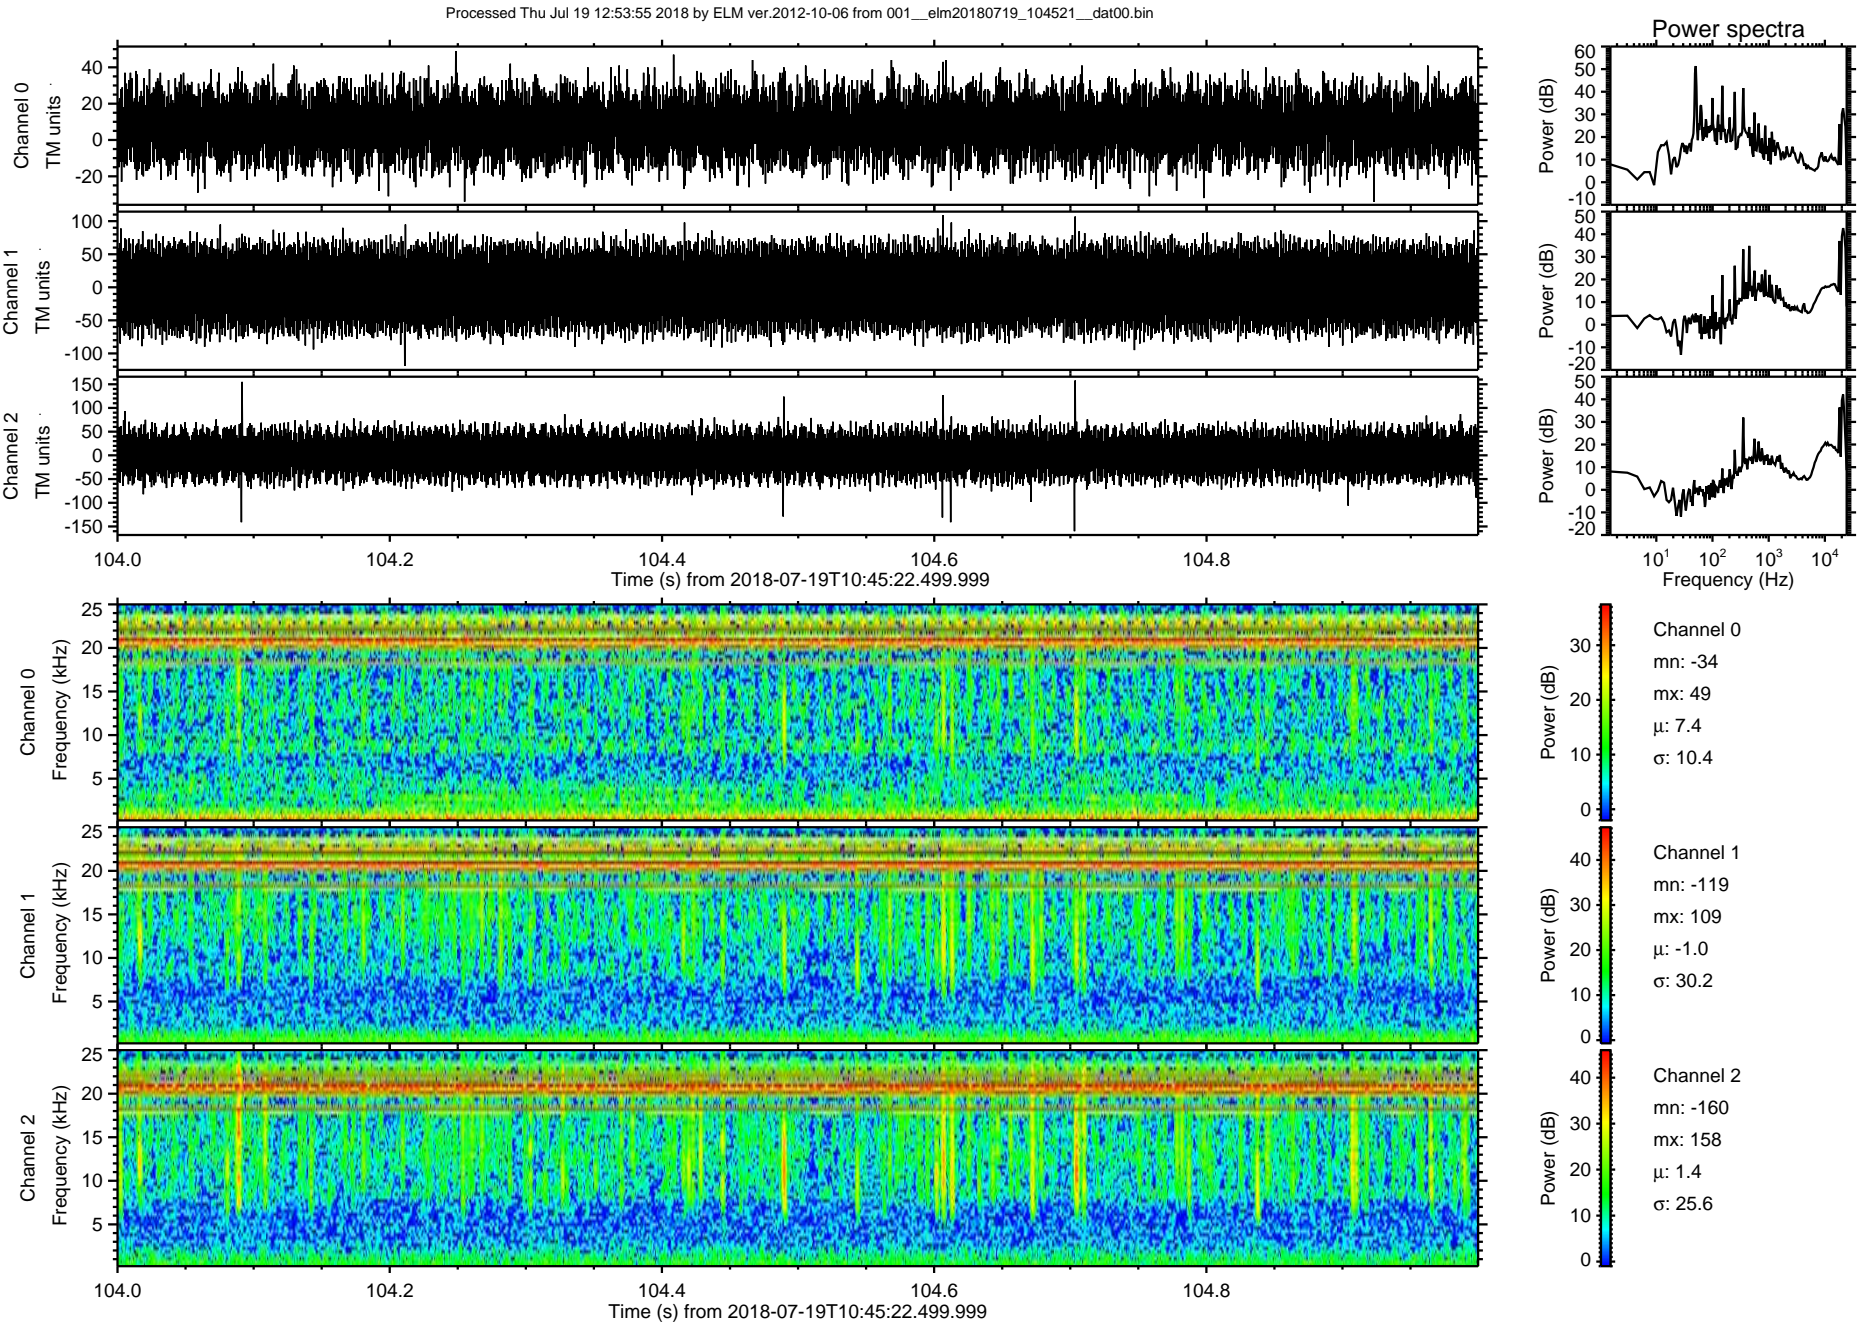 Processed Thu Jul 19 12:53:55 2018 by ELM ver.2012-10-06 from 001__elm20180719_104521__dat00.bin
Power spectra
Channel 0
TM units
40
20
0
-20
Power (dB)
60
50
40
30
20
10
0
-10
Channel 1
TM units
100
50
0
-50
-100
Power (dB)
50
40
30
20
10
0
-10
-20
Channel 2
TM units
150
100
50
0
-50
-100
-150
Power (dB)
50
40
30
20
10
0
-10
-20
104.0 104.2 104.4 104.6 104.8
Time (s) from 2018-07-19T10:45:22.499.999
10^1 10^2 10^3 10^4
Frequency (Hz)
Channel 0
Frequency (kHz)
25
20
15
10
5
Power (dB)
30
20
10
0
Channel 0
mn: -34
mx: 49
μ: 7.4
σ: 10.4
Channel 1
Frequency (kHz)
25
20
15
10
5
Power (dB)
40
30
20
10
0
Channel 1
mn: -119
mx: 109
μ: -1.0
σ: 30.2
Channel 2
Frequency (kHz)
25
20
15
10
5
Power (dB)
40
30
20
10
0
Channel 2
mn: -160
mx: 158
μ: 1.4
σ: 25.6
104.0 104.2 104.4 104.6 104.8
Time (s) from 2018-07-19T10:45:22.499.999